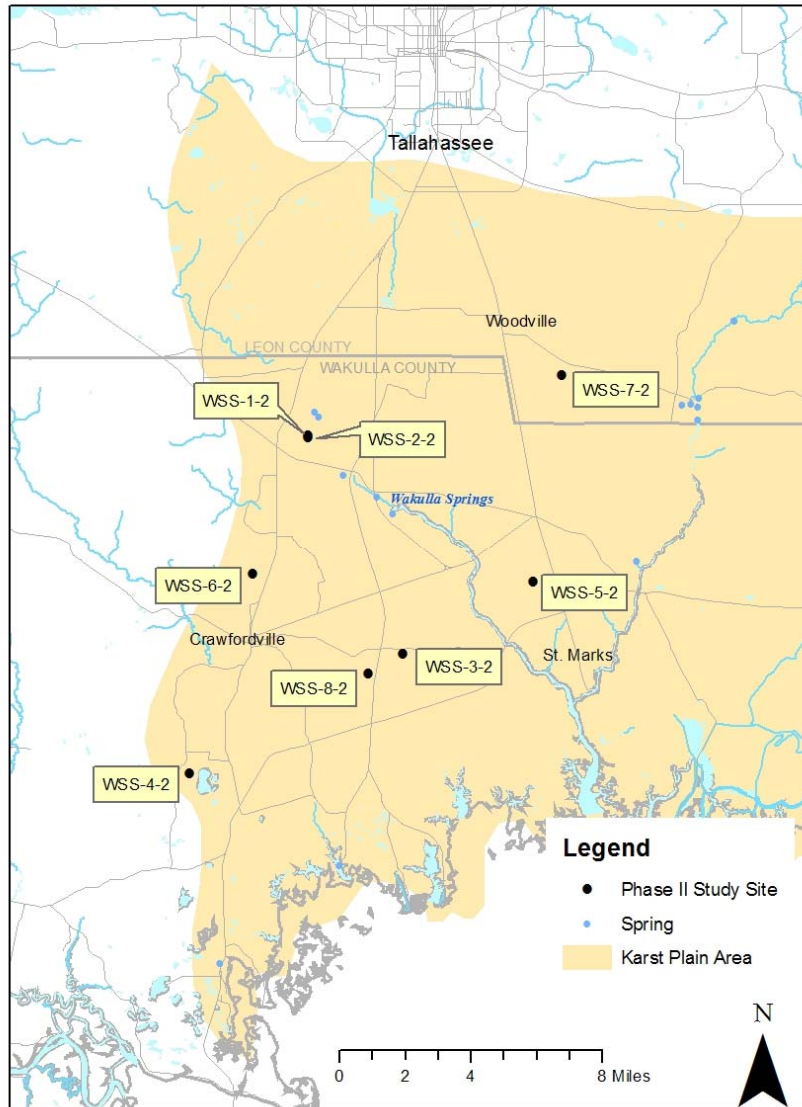 Tallahassee
Woodville
LEON COUNTY
WAKULLA COUNTY
WSS-7-2
WSS-1-2
WSS-2-2
Wakulla Springs
WSS-6-2
WSS-5-2
Crawfordville
St. Marks
WSS-3-2
WSS-8-2
WSS-4-2
Legend
Phase II Study Site
Spring
Karst Plain Area
N
0 2 4 8 Miles